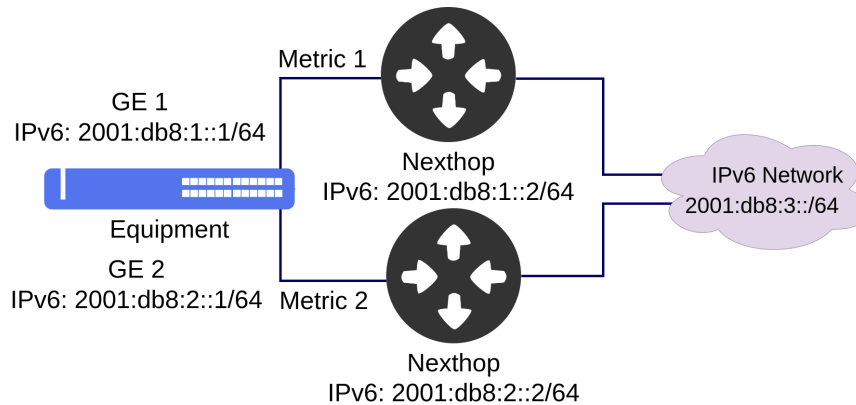 Metric 1
GE 1
IPv6: 2001:db8:1::1/64
Nexthop
IPv6: 2001:db8:1::2/64
IPv6 Network
2001:db8:3::/64
Equipment
GE 2
IPv6: 2001:db8:2::1/64
Metric 2
Nexthop
IPv6: 2001:db8:2::2/64